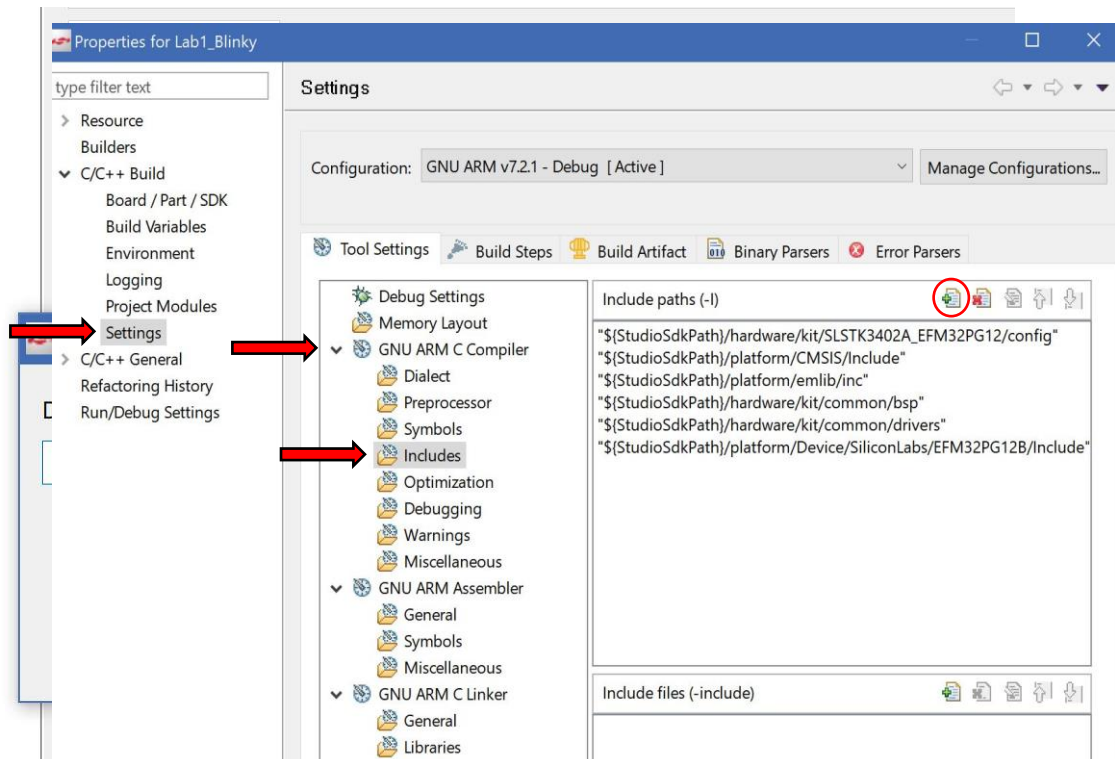 Properties for Lab1_Blinky
type filter text
Resource
Builders
C/C++ Build
Board / Part / SDK
Build Variables
Environment
Logging
Project Modules
Settings
C/C++ General
Refactoring History
Run/Debug Settings
Settings
Configuration: GNU ARM v7.2.1 - Debug [ Active ] Manage Configurations...
Tool Settings Build Steps Build Artifact Binary Parsers Error Parsers
Debug Settings
Memory Layout
GNU ARM C Compiler
Dialect
Preprocessor
Symbols
Includes
Optimization
Debugging
Warnings
Miscellaneous
GNU ARM Assembler
General
Symbols
Miscellaneous
GNU ARM C Linker
General
Libraries
Include paths (-I)
"${StudioSdkPath}/hardware/kit/SLSTK3402A_EFM32PG12/config"
"${StudioSdkPath}/platform/CMSIS/Include"
"${StudioSdkPath}/platform/emlib/inc"
"${StudioSdkPath}/hardware/kit/common/bsp"
"${StudioSdkPath}/hardware/kit/common/drivers"
"${StudioSdkPath}/platform/Device/SiliconLabs/EFM32PG12B/Include"
Include files (-include)